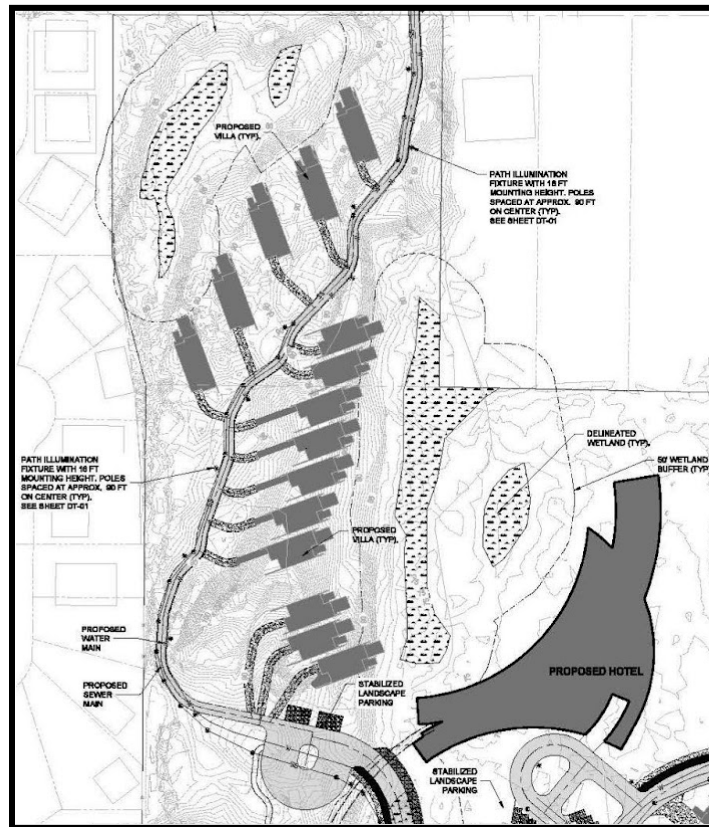 PROPOSED
VILLA (TYP).
PATH ILLUMINATION
FIXTURE WITH 16 FT
MOUNTING HEIGHT. POLES
SPACED AT APPROX. 90 FT
ON CENTER (TYP).
SEE SHEET DT-01
DELINEATED
WETLAND (TYP).
50' WETLAND
BUFFER (TYP)
PATH ILLUMINATION
FIXTURE WITH 16 FT
MOUNTING HEIGHT. POLES
SPACED AT APPROX. 90 FT
ON CENTER (TYP).
SEE SHEET DT-01
PROPOSED
VILLA (TYP).
PROPOSED
WATER
MAIN
PROPOSED
SEWER
MAIN
STABILIZED
LANDSCAPE
PARKING
PROPOSED HOTEL
STABILIZED
LANDSCAPE
PARKING